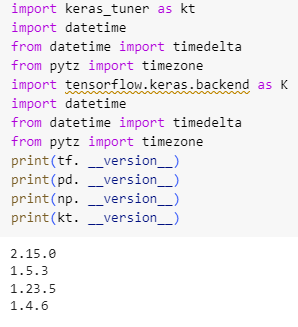 import keras_tuner as kt
import datetime
from datetime import timedelta
from pytz import timezone
import tensorflow.keras.backend as K
import datetime
from datetime import timedelta
from pytz import timezone
print(tf. __version__)
print(pd. __version__)
print(np. __version__)
print(kt. __version__)
2.15.0
1.5.3
1.23.5
1.4.6